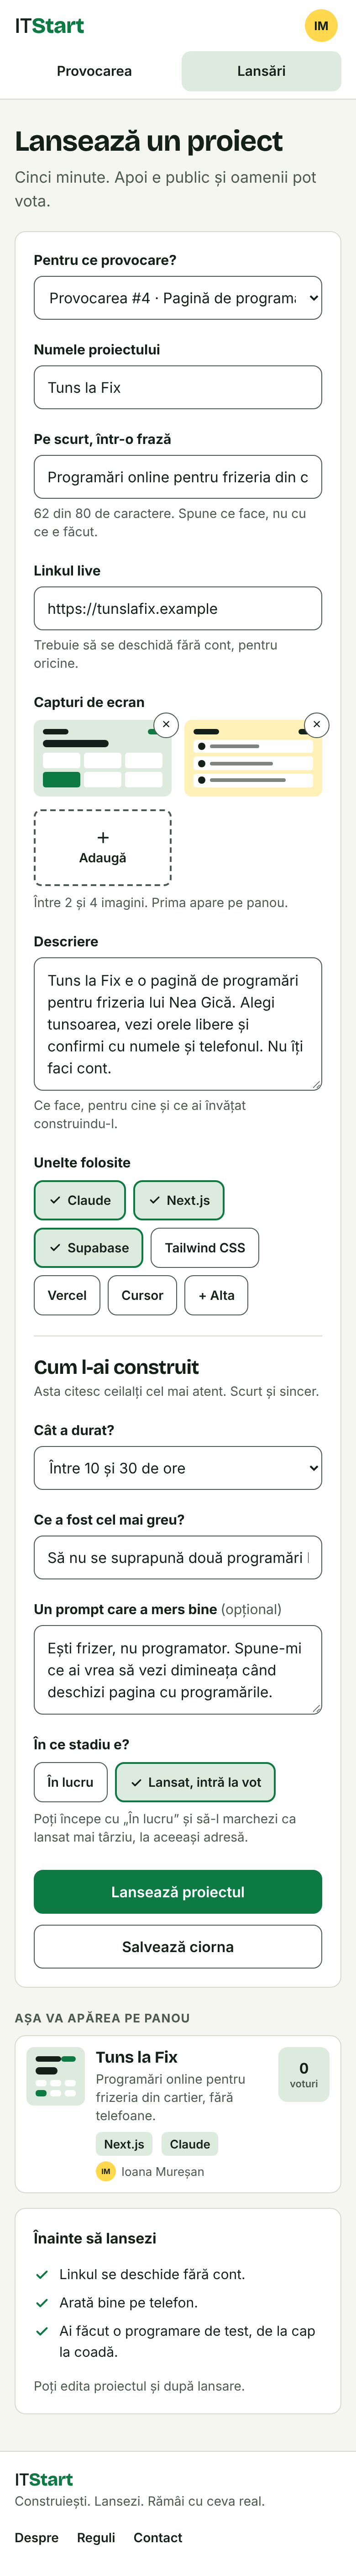 ITStart
IM
Provocarea
Lansări
Lansează un proiect
Cinci minute. Apoi e public și oamenii pot
vota.
Pentru ce provocare?
Provocarea #4 · Pagină de
Numele proiectului
Tuns la Fix
Pe scurt, într-o frază
Programări online pentru frizeria din c
62 din 80 de caractere. Spune ce face, nu cu
ce e făcut.
Linkul live
https://tunslafix.example
Trebuie să se deschidă fără cont, pentru
oricine.
Capturi de ecran
×
×
+
Adaugă
Între 2 și 4 imagini. Prima apare pe panou.
Descriere
Tuns la Fix e o pagină de programări
pentru frizeria lui Nea Gică. Alegi
tunsoarea, vezi orele libere și
confirmi cu numele și telefonul. Nu îți
faci cont.
Ce face, pentru cine și ce ai învățat
construindu-l.
Unelte folosite
✓ Claude
✓ Next.js
✓ Supabase
Tailwind CSS
Vercel
Cursor
+ Alta
Cum l-ai construit
Asta citesc ceilalți cel mai atent. Scurt și sincer.
Cât a durat?
Între 10 și 30 de ore
Ce a fost cel mai greu?
Să nu se suprapună două programări
Un prompt care a mers bine (opțional)
Ești frizer, nu programator. Spune-mi
ce ai vrea să vezi dimineața când
deschizi pagina cu programările.
În ce stadiu e?
În lucru
✓ Lansat, intră la vot
Poți începe cu „În lucru” și să-l marchezi ca
lansat mai târziu, la aceeași adresă.
Lansează proiectul
Salvează ciorna
AȘA VA APĂREA PE PANOU
Tuns la Fix
Programări online pentru
frizeria din cartier, fără
telefoane.
Next.js
Claude
IM Ioana Mureșan
0
voturi
Înainte să lansezi
✓ Linkul se deschide fără cont.
✓ Arată bine pe telefon.
✓ Ai făcut o programare de test, de la cap
la coadă.
Poți edita proiectul și după lansare.
ITStart
Construiești. Lansezi. Rămâi cu ceva real.
Despre
Reguli
Contact